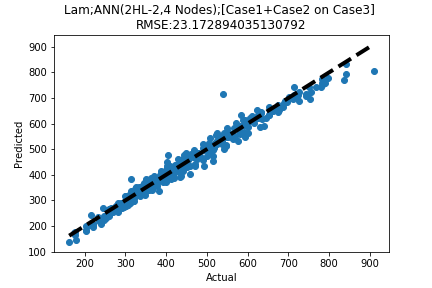 Lam;ANN(2HL-2,4 Nodes);[Case1+Case2 on Case3]
RMSE:23.172894035130792
900
800
700
600
500
400
300
200
100
Predicted
200 300 400 500 600 700 800 900
Actual